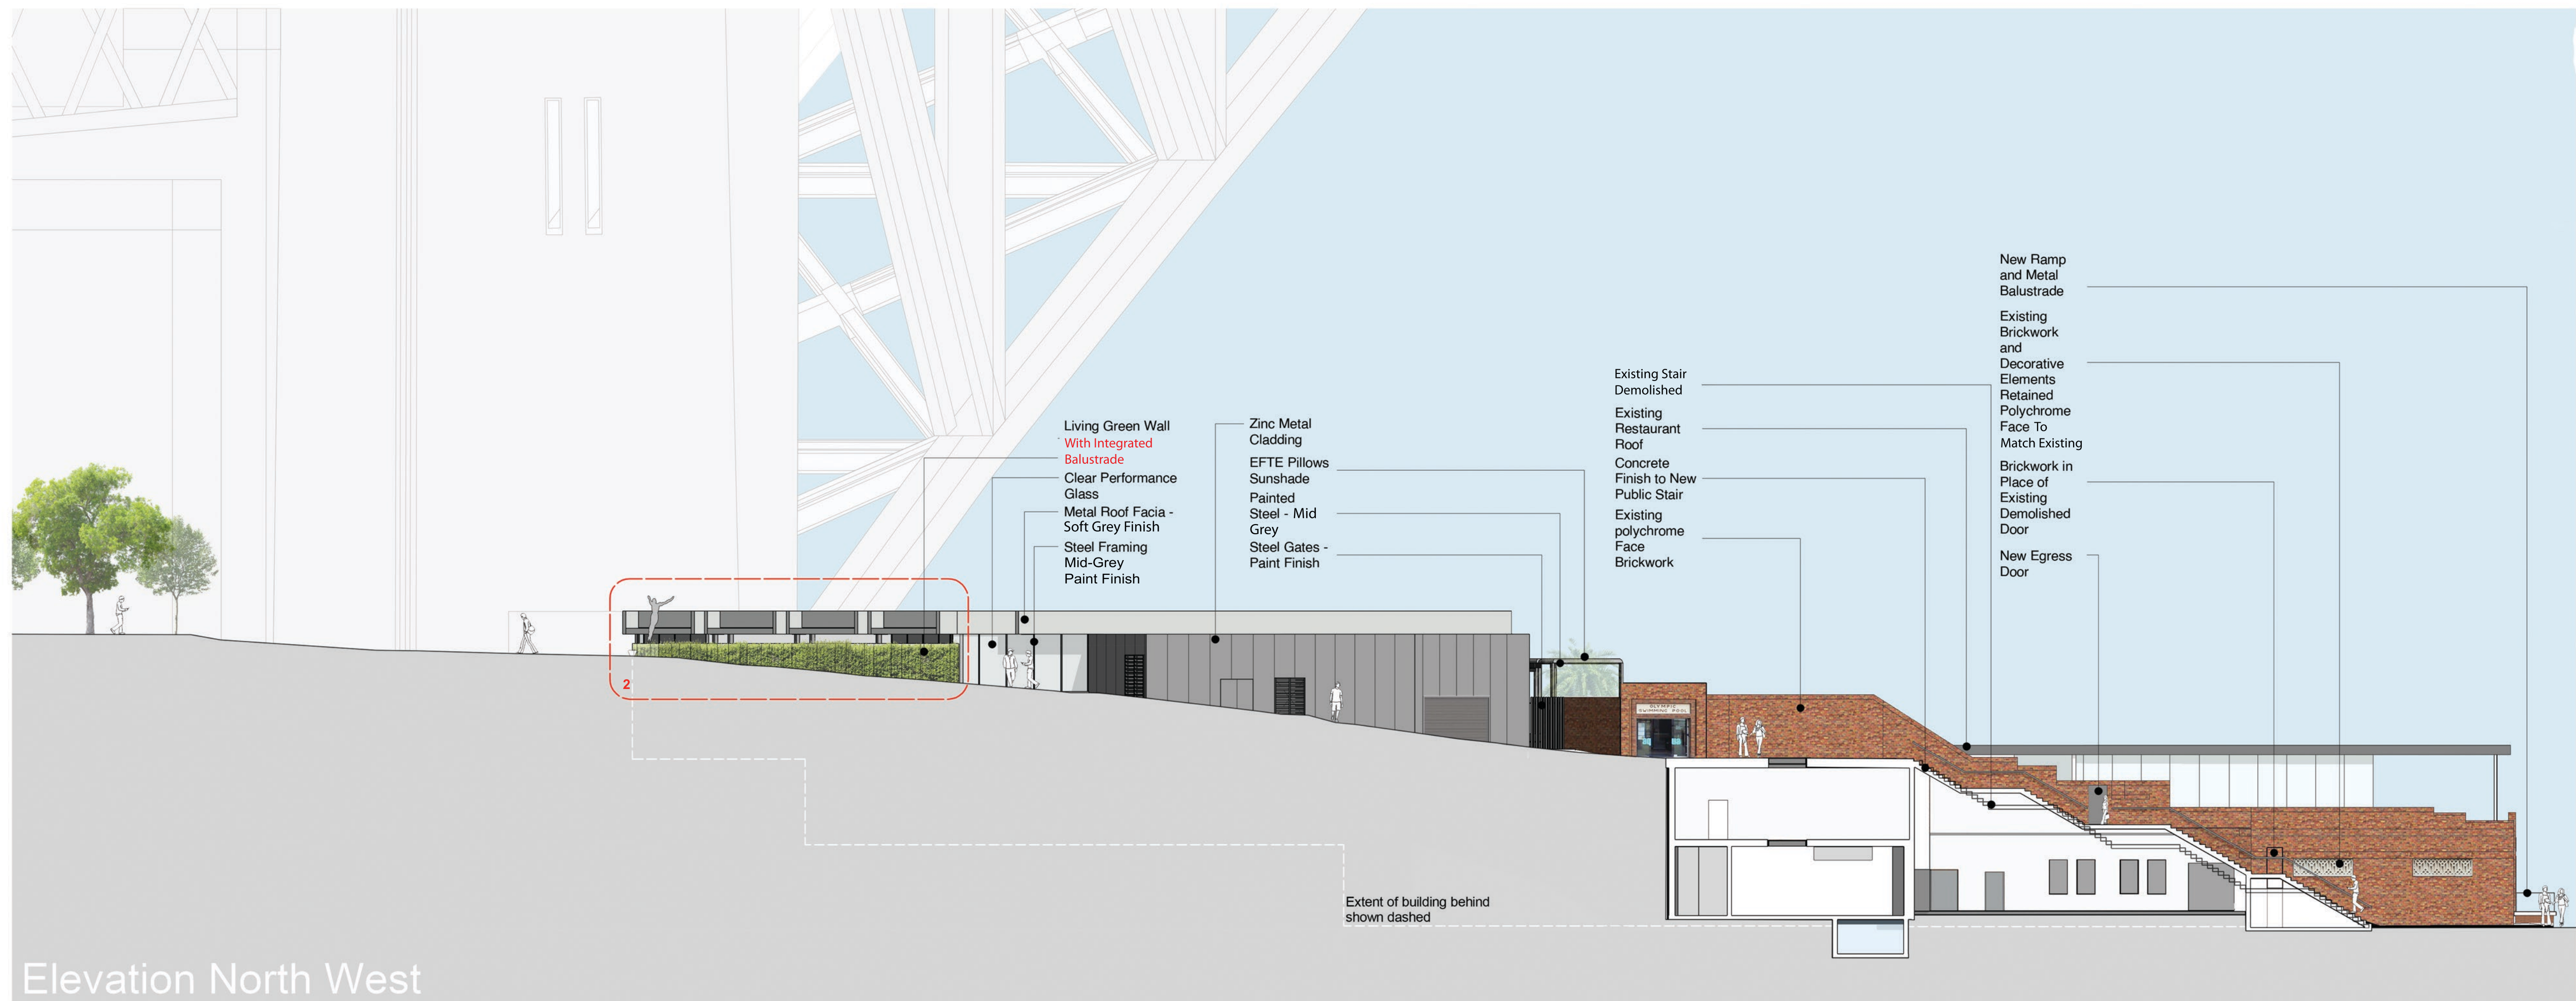 New Ramp
and Metal
Balustrade
Existing
Brickwork
and
Decorative
Elements
Retained
Polychrome
Face To
Match Existing
Brickwork in
Place of
Existing
Demolished
Door
New Egress
Door
Existing Stair
Demolished
Existing
Restaurant
Roof
Concrete
Finish to New
Public Stair
Existing
polychrome
Face
Brickwork
Living Green Wall
With Integrated
Balustrade
Clear Performance
Glass
Metal Roof Facia -
Soft Grey Finish
Steel Framing
Mid-Grey
Paint Finish
Zinc Metal
Cladding
EFTE Pillows
Sunshade
Painted
Steel - Mid
Grey
Steel Gates -
Paint Finish
2
OLYMPIC
SWIMMING POOL
Extent of building behind
shown dashed
Elevation North West